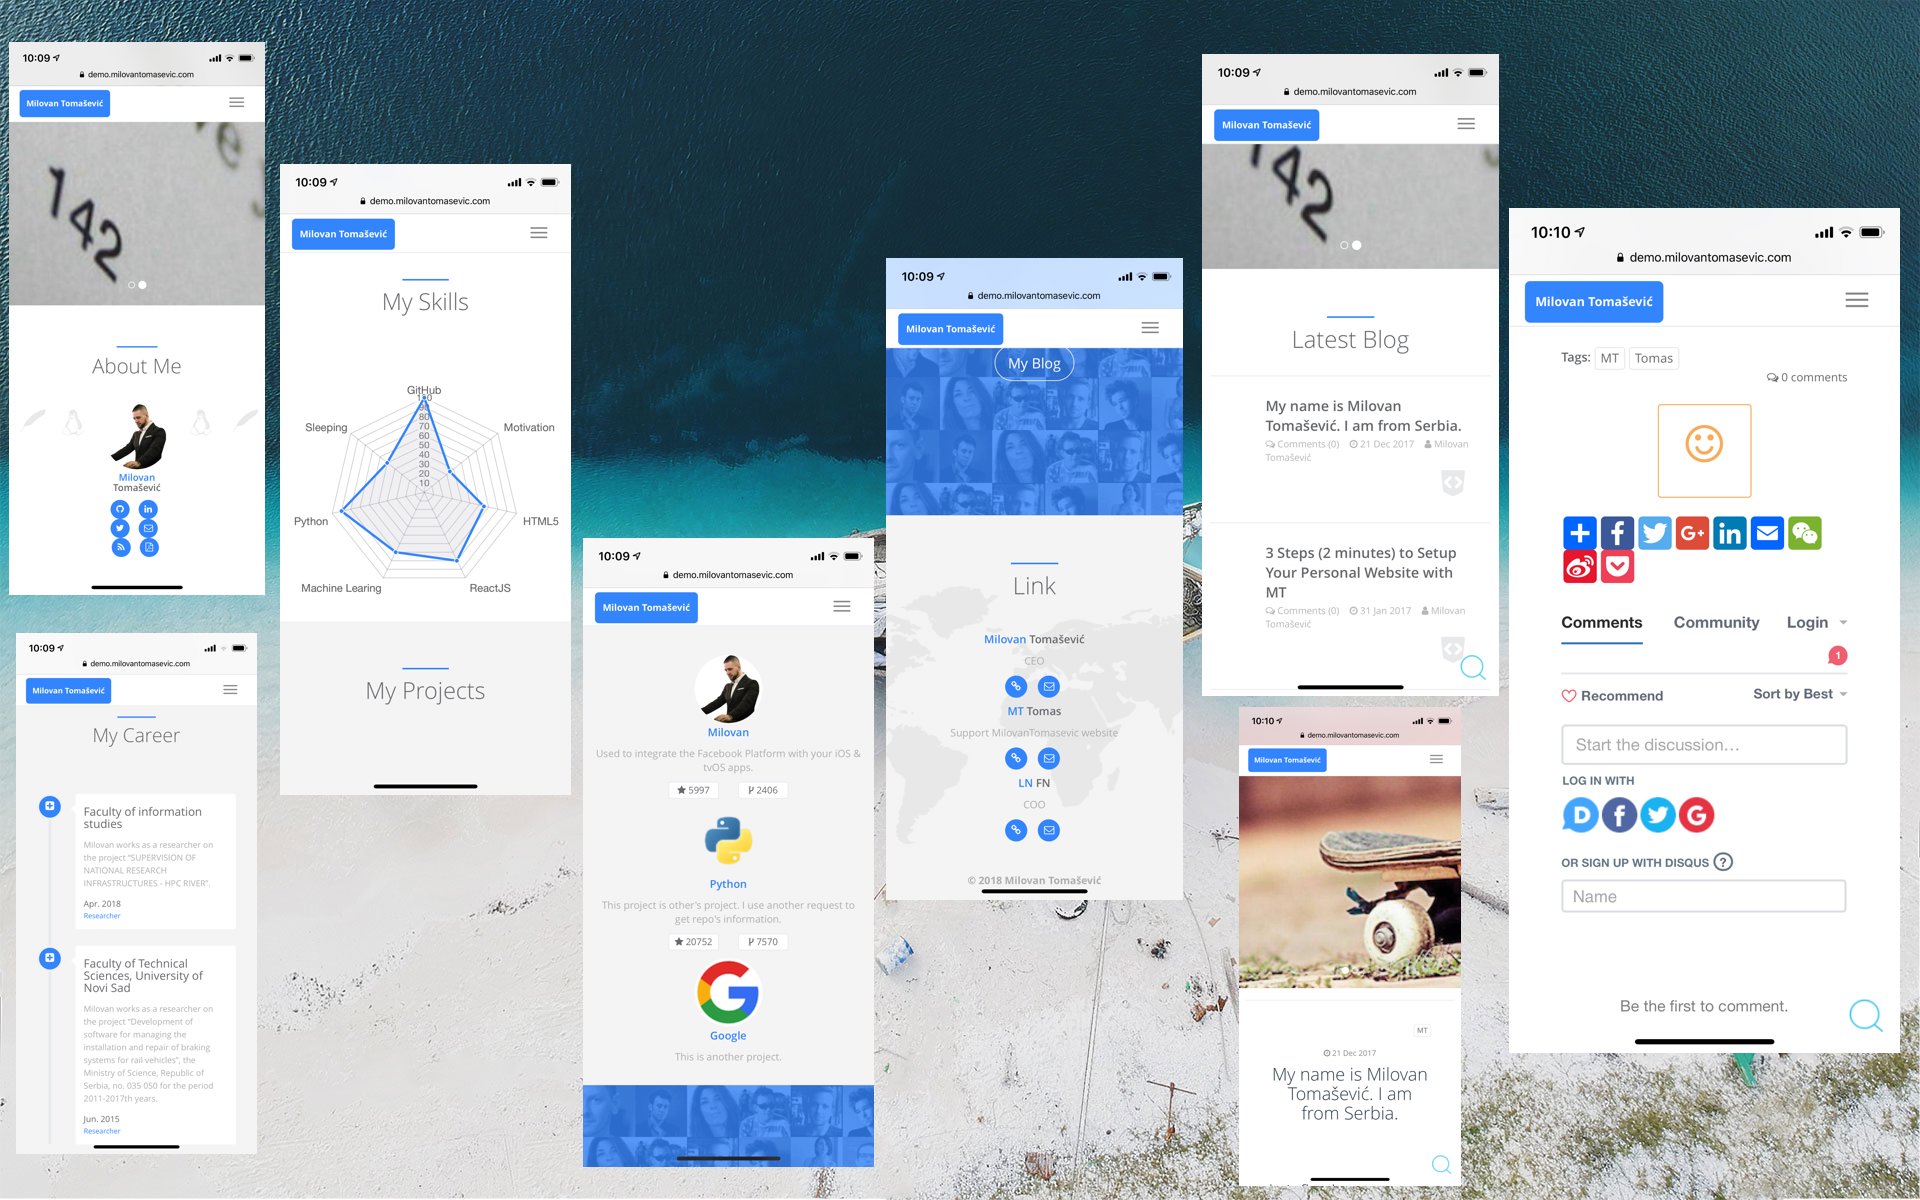 10:09
demo.milovantomasevic.com
Milovan Tomašević
142
About Me
Milovan
Tomašević
10:09
demo.milovantomasevic.com
Milovan Tomašević
My Career
Faculty of information
studies
Milovan works as a researcher on
the project "SUPERVISION OF
NATIONAL RESEARCH
INFRASTRUCTURES - HPC RIVER".
Apr. 2018
Researcher
Faculty of Technical
Sciences, University of
Novi Sad
Milovan works as a researcher on
the project "Development of
software for managing the
installation and repair of braking
systems for rail vehicles", the
Ministry of Science, Republic of
Serbia, no. 035 050 for the period
2011-2017th years.
Jun. 2015
Researcher
10:09
demo.milovantomasevic.com
Milovan Tomašević
My Skills
GitHub
100
90
80
70
60
50
40
30
20
10
Sleeping
Motivation
Python
HTML5
Machine Learing
ReactJS
My Projects
10:09
demo.milovantomasevic.com
Milovan Tomašević
Milovan
Used to integrate the Facebook Platform with your iOS &
tvOS apps.
5997 2406
Python
This project is other's project. I use another request to
get repo's information.
20752 7570
Google
This is another project.
10:09
demo.milovantomasevic.com
Milovan Tomašević
My Blog
Link
Milovan Tomašević
CEO
MT Tomas
Support MilovanTomasevic website
LN FN
COO
© 2018 Milovan Tomašević
10:09
demo.milovantomasevic.com
Milovan Tomašević
142
Latest Blog
My name is Milovan
Tomašević. I am from Serbia.
Comments (0) 21 Dec 2017 Milovan
Tomašević
3 Steps (2 minutes) to Setup
Your Personal Website with
MT
Comments (0) 31 Jan 2017 Milovan
Tomašević
10:10
demo.milovantomasevic.com
Milovan Tomašević
MT
21 Dec 2017
My name is Milovan
Tomašević. I am
from Serbia.
10:10
demo.milovantomasevic.com
Milovan Tomašević
Tags: MT Tomas
0 comments
Comments Community Login
1
Recommend Sort by Best
Start the discussion...
LOG IN WITH
OR SIGN UP WITH DISQUS ?
Name
Be the first to comment.